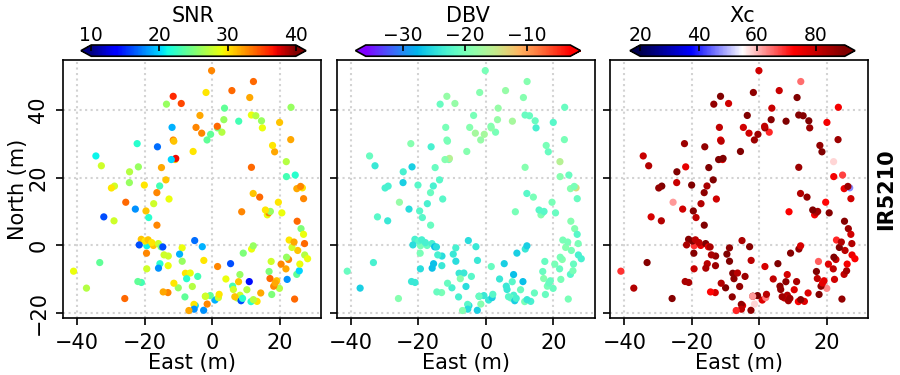 SNR DBV Xc
10 20 30 40 −30 −20 −10 20 40 60 80
North (m)
40
20
0
−20
IR5210
−40 −20 0 20 −40 −20 0 20 −40 −20 0 20
East (m) East (m) East (m)